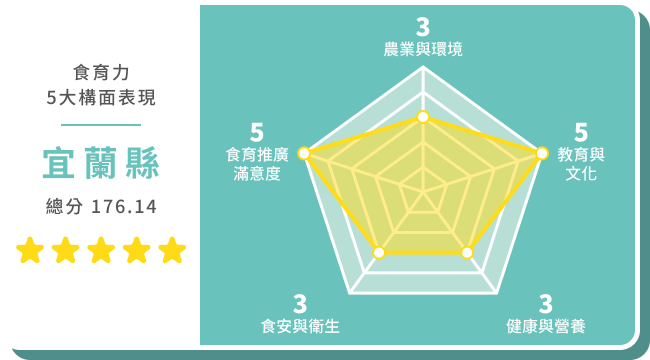 食育力
5大構面表現
宜蘭縣
總分 176.14
3
農業與環境
5
食育推廣
滿意度
5
教育與
文化
3
食安與衛生
3
健康與營養